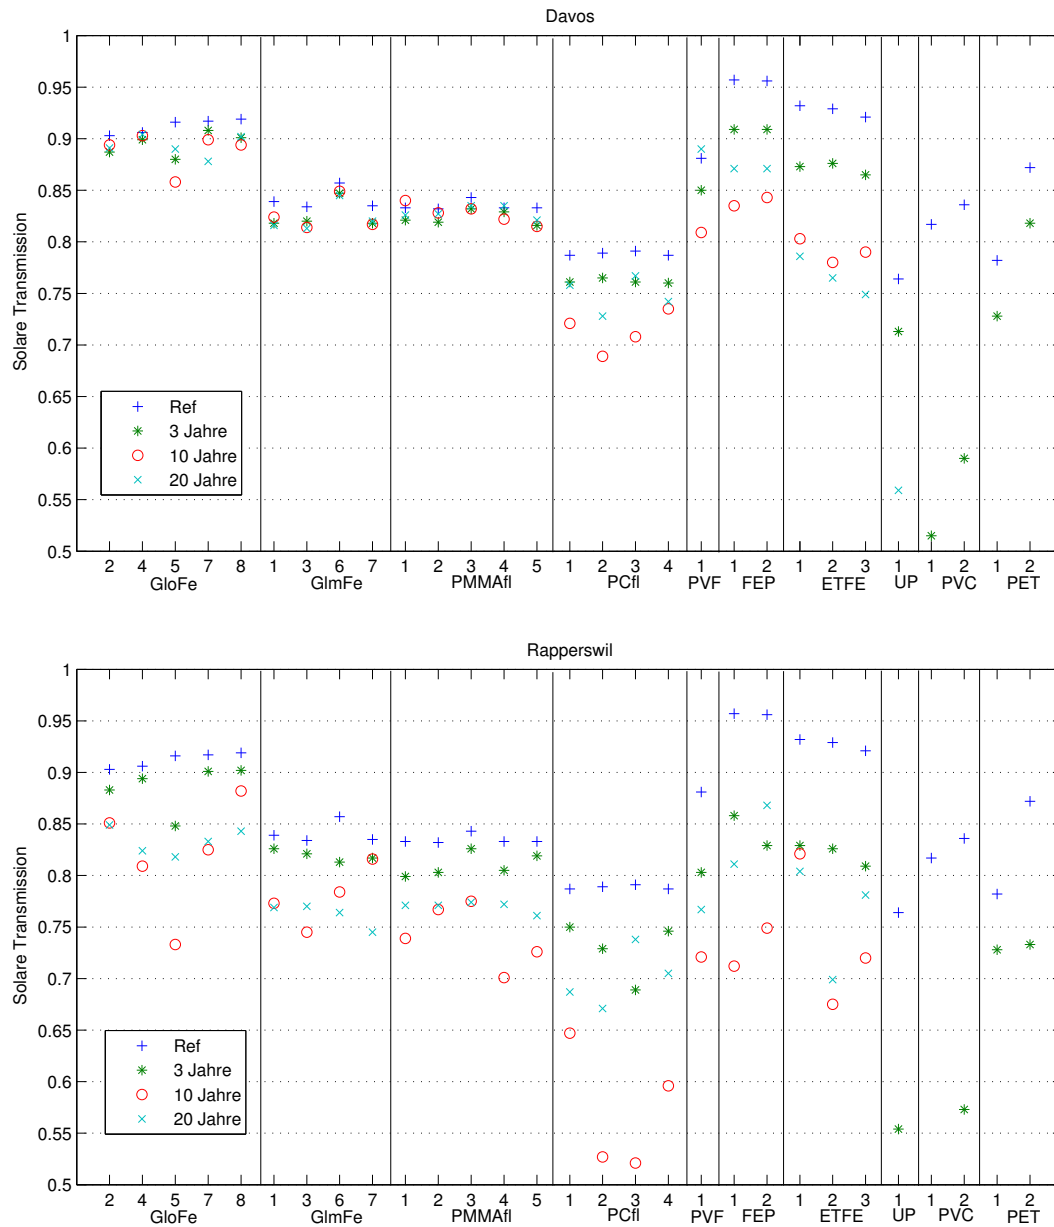 Davos
1
0.95
0.9
0.85
0.8
0.75
0.7
0.65
0.6
0.55
0.5
Solare Transmission
Ref
3 Jahre
10 Jahre
20 Jahre
2 4 5 7 8 1 3 6 7 1 2 3 4 5 1 2 3 4 1 1 2 1 2 3 1 1 2 1 2
GloFe GlmFe PMMAfl PCfl PVF FEP ETFE UP PVC PET
Rapperswil
1
0.95
0.9
0.85
0.8
0.75
0.7
0.65
0.6
0.55
0.5
Solare Transmission
Ref
3 Jahre
10 Jahre
20 Jahre
2 4 5 7 8 1 3 6 7 1 2 3 4 5 1 2 3 4 1 1 2 1 2 3 1 1 2 1 2
GloFe GlmFe PMMAfl PCfl PVF FEP ETFE UP PVC PET